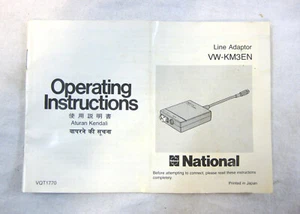 Operating
Instructions
使用説明書
Aturan Kendali
वापरने की सूचना
VQT1770
Line Adaptor
VW-KM3EN
National
Before attempting to connect, please read these instructions
completely.
Printed in Japan